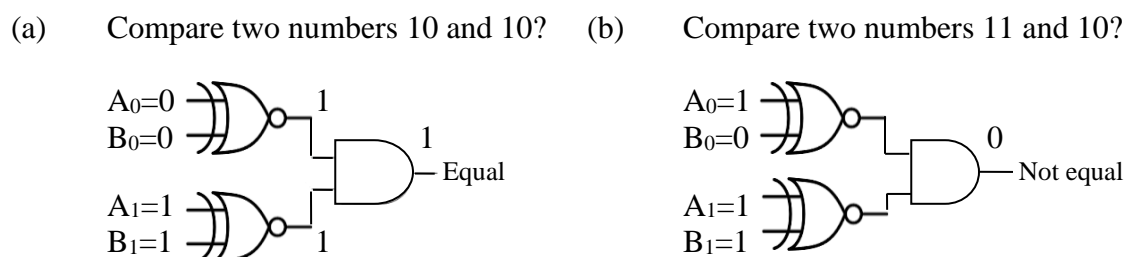 (a) Compare two numbers 10 and 10? (b) Compare two numbers 11 and 10?
A0=0 1
B0=0 1
Equal
A1=1
B1=1 1
A0=1
B0=0 0
Not equal
A1=1
B1=1